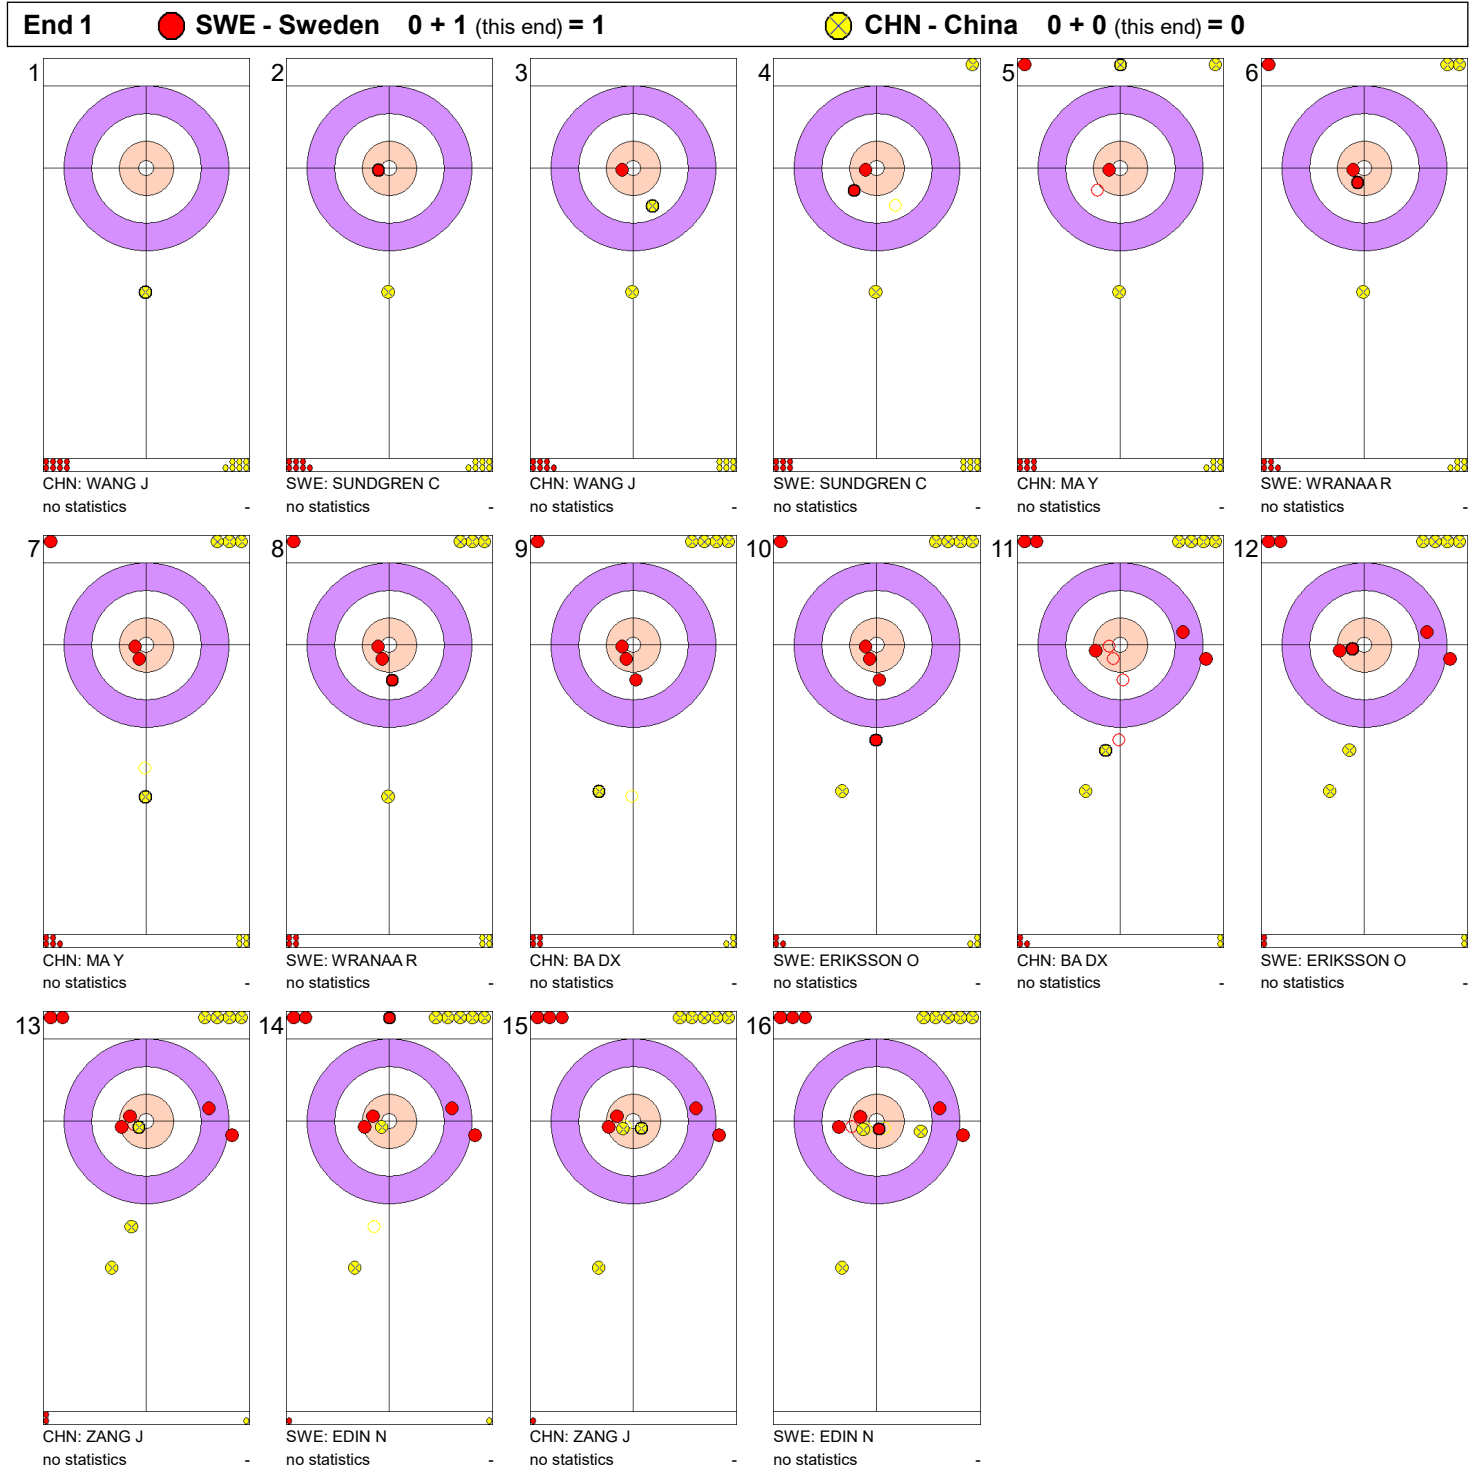 End 1 SWE - Sweden 0 + 1 (this end) = 1 CHN - China 0 + 0 (this end) = 0
1 2 3 4 5 6
CHN: WANG J SWE: SUNDGREN C CHN: WANG J SWE: SUNDGREN C CHN: MA Y SWE: WRANAA R
no statistics - no statistics - no statistics - no statistics - no statistics - no statistics -
7 8 9 10 11 12
CHN: MA Y SWE: WRANAA R CHN: BA DX SWE: ERIKSSON O CHN: BA DX SWE: ERIKSSON O
no statistics - no statistics - no statistics - no statistics - no statistics - no statistics -
13 14 15 16
CHN: ZANG J SWE: EDIN N CHN: ZANG J SWE: EDIN N
no statistics - no statistics - no statistics - no statistics -